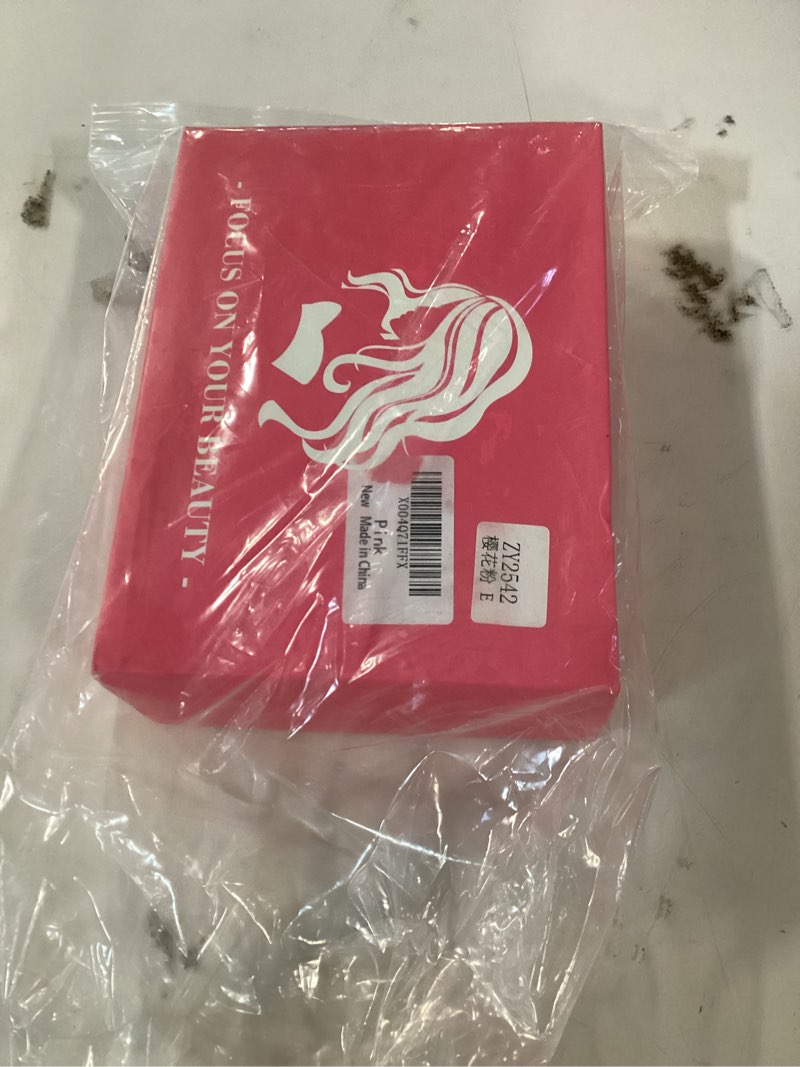 - FOCUS ON YOUR BEAUTY -
X004Q71FFX
Pink
New Made in China
ZY2542
樱花粉 E